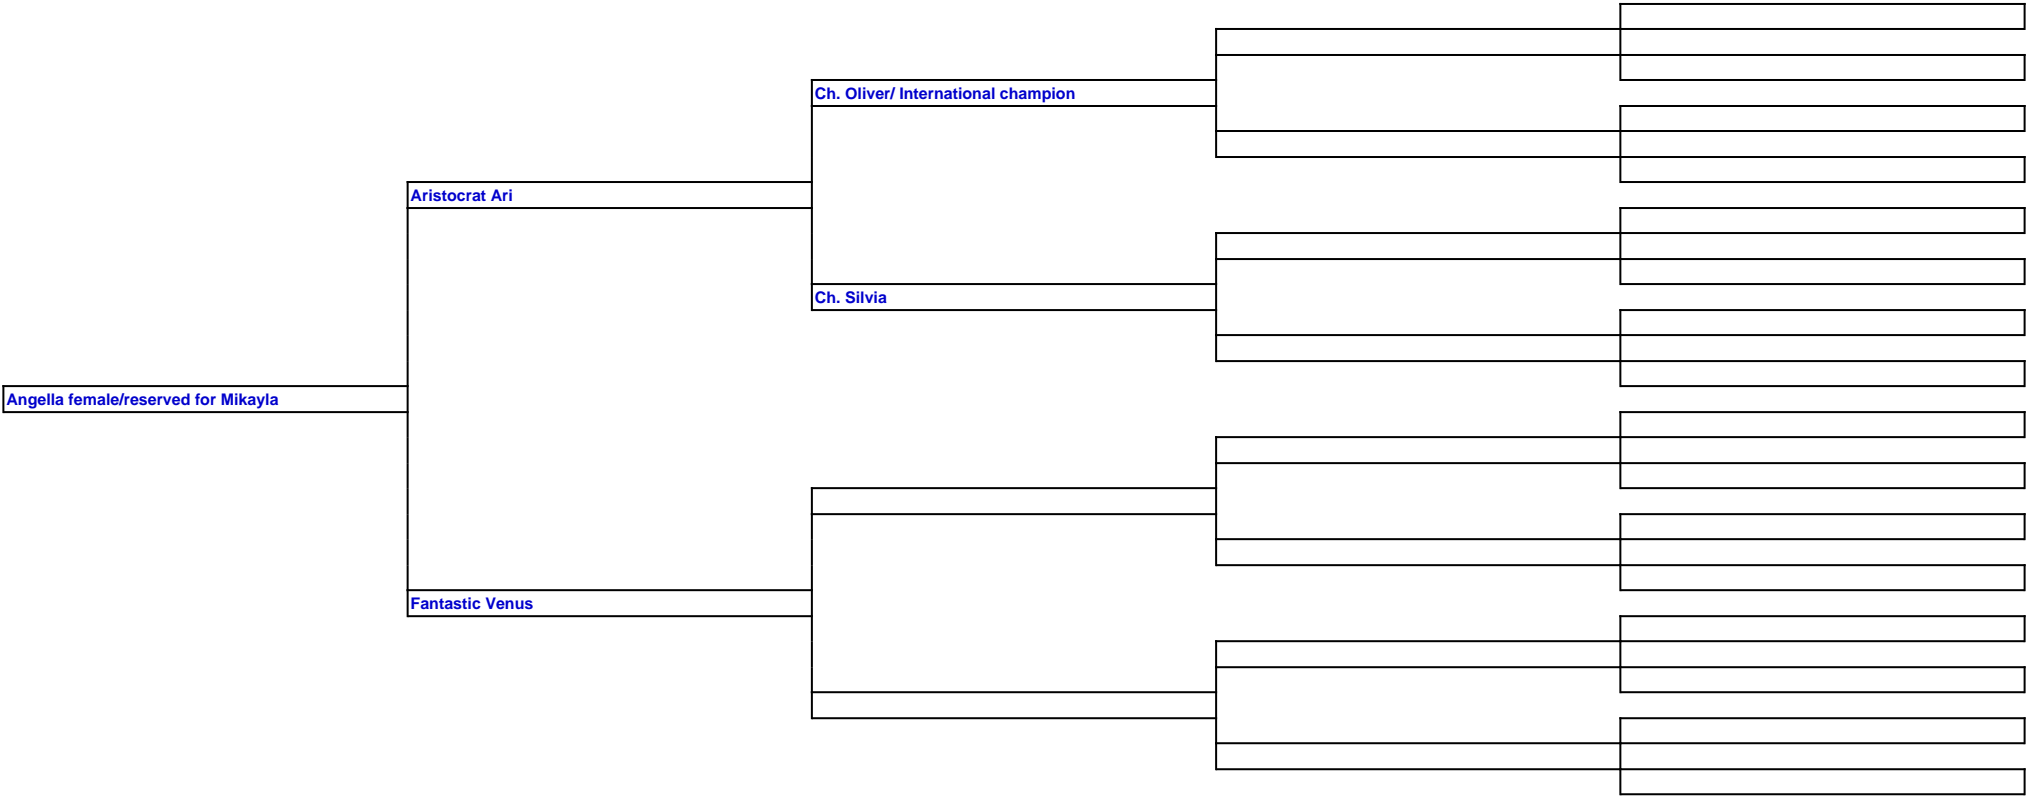 Ch. Oliver/ International champion
Aristocrat Ari
Ch. Silvia
Angella female/reserved for Mikayla
Fantastic Venus